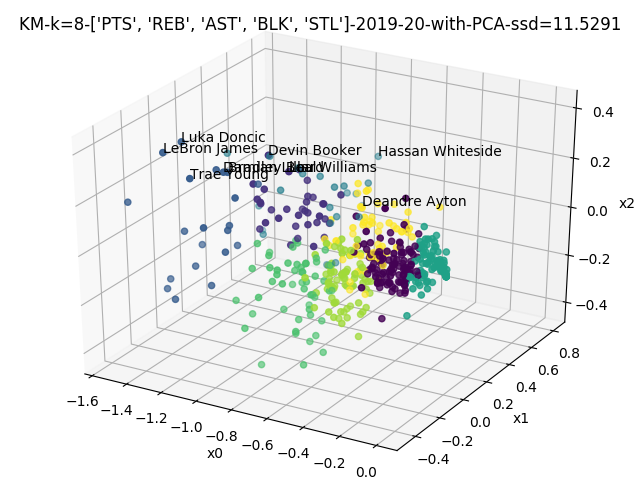 KM-k=8-['PTS', 'REB', 'AST', 'BLK', 'STL']-2019-20-with-PCA-ssd=11.5291
Luka Doncic
LeBron James
Devin Booker
Hassan Whiteside
Trae Young
Bradley Beal
Williams
Deandre Ayton
x0
−1.6 −1.4 −1.2 −1.0 −0.8 −0.6 −0.4 −0.2 0.0
x1
−0.4 −0.2 0.0 0.2 0.4 0.6 0.8
x2
0.4
0.2
0.0
−0.2
−0.4